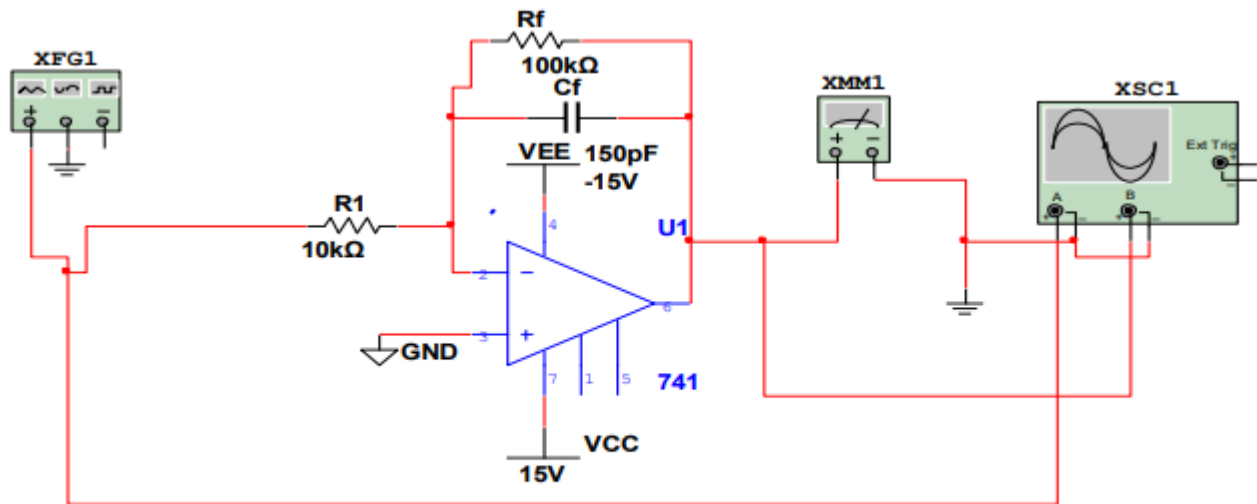 XFG1
+ −
Rf
100kΩ
Cf
150pF
VEE
-15V
XMM1
+ −
XSC1
Ext Trig
+
−
A
B
+ − + −
R1
10kΩ
U1
4
2
−
3
+
6
7
1
5
GND
741
VCC
15V